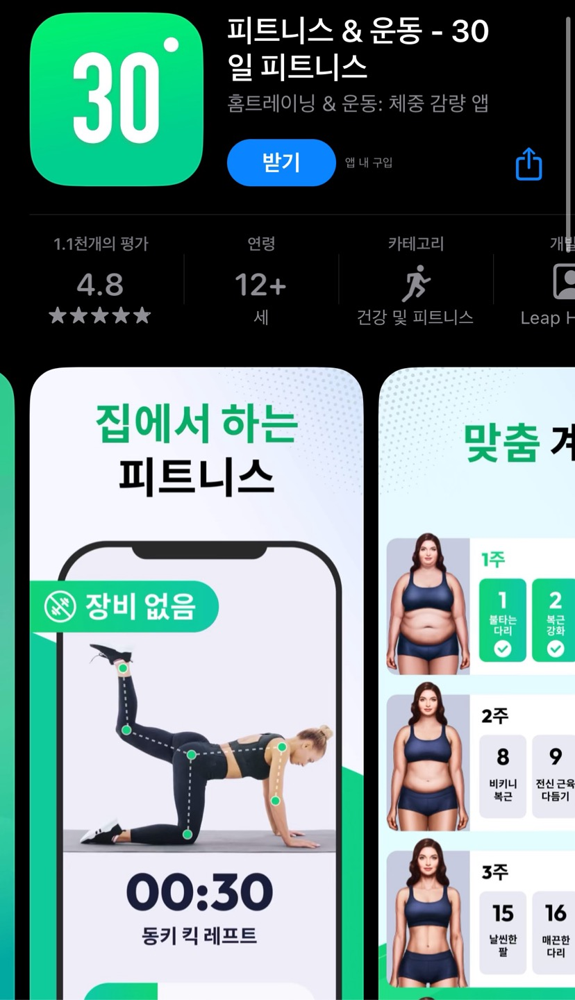 30
피트니스 & 운동 - 30
일 피트니스
홈트레이닝 & 운동: 체중 감량 앱
받기
앱 내 구입
1.1천개의 평가
4.8
연령
12+
세
카테고리
건강 및 피트니스
Leap
집에서 하는
피트니스
장비 없음
00:30
동키 킥 레프트
맞춤
1주
1
불타는
다리
2
복근
강화
2주
8
비키니
복근
9
전신 근육
다듬기
3주
15
날씬한
팔
16
매끈한
다리